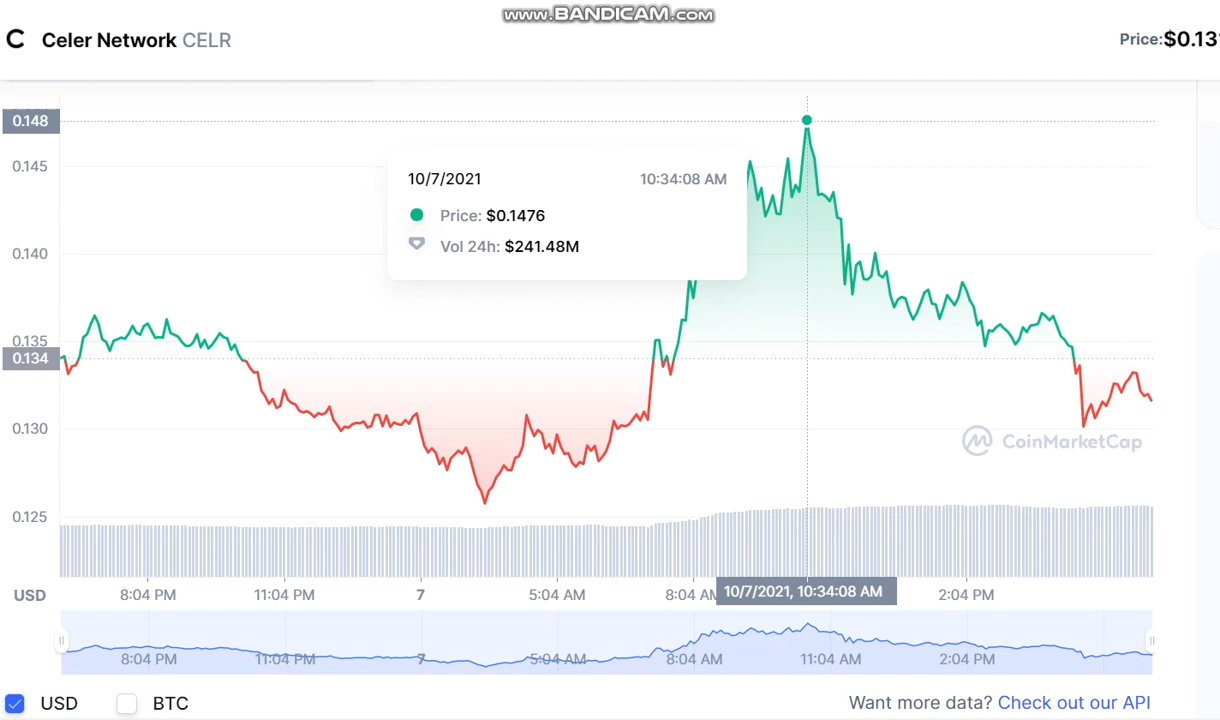 www.BANDICAM.com
Celer Network CELR
Price:$0.13
0.148
0.145
0.140
0.135
0.134
0.130
0.125
10/7/2021 10:34:08 AM
Price: $0.1476
Vol 24h: $241.48M
CoinMarketCap
USD 8:04 PM 11:04 PM 7 5:04 AM 8:04 AM 10/7/2021, 10:34:08 AM 2:04 PM
8:04 PM 11:04 PM 7 5:04 AM 8:04 AM 11:04 AM 2:04 PM
USD BTC Want more data? Check out our API